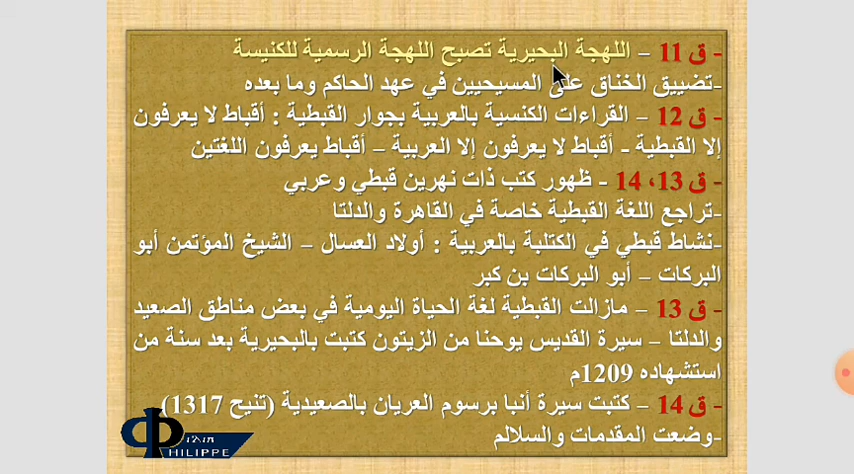 - ق 11 – اللهجة البحيرية تصبح اللهجة الرسمية للكنيسة
-تضييق الخناق على المسيحيين في عهد الحاكم وما بعده
- ق 12 – القراءات الكنسية بالعربية بجوار القبطية : أقباط لا يعرفون
إلا القبطية - أقباط لا يعرفون إلا العربية – أقباط يعرفون اللغتين
- ق 13، 14 - ظهور كتب ذات نهرين قبطي وعربي
-تراجع اللغة القبطية خاصة في القاهرة والدلتا
-نشاط قبطي في الكتلبة بالعربية : أولاد العسال – الشيخ المؤتمن أبو
البركات – أبو البركات بن كبر
- ق 13 – مازالت القبطية لغة الحياة اليومية في بعض مناطق الصعيد
والدلتا – سيرة القديس يوحنا من الزيتون كتبت بالبحيرية بعد سنة من
استشهاده 1209م
- ق 14 – كتبت سيرة أنبا برسوم العريان بالصعيدية (تنيح 1317)
-وضعت المقدمات والسلالم
PHILIPPE